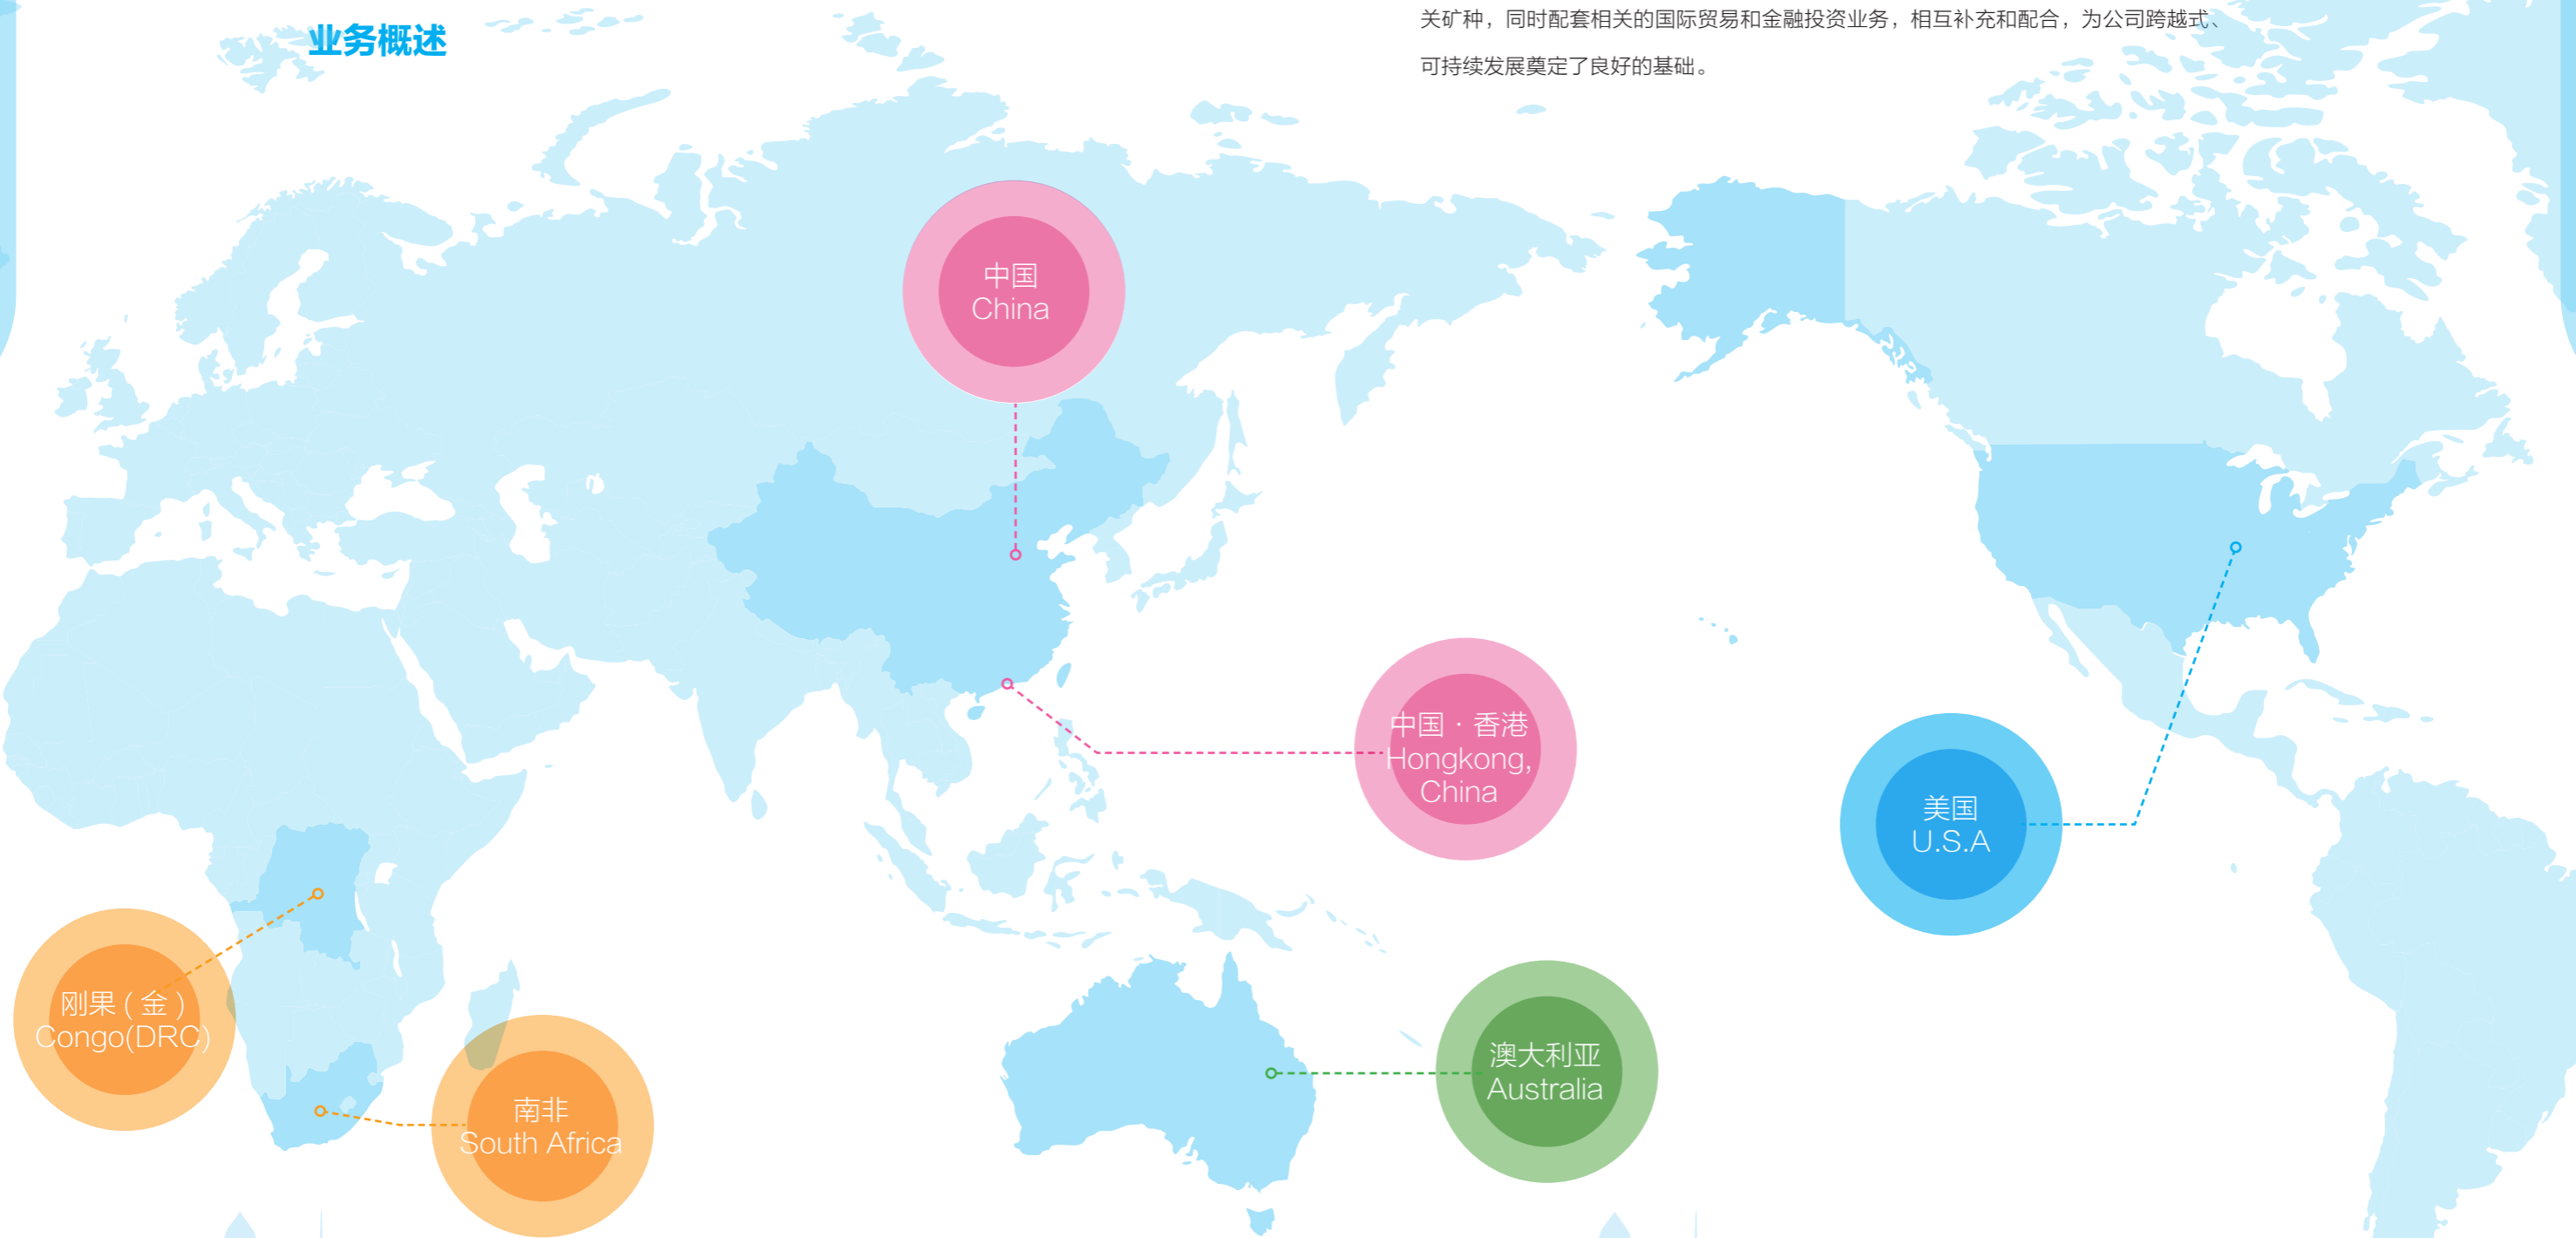 业务概述
关矿种，同时配套相关的国际贸易和金融投资业务，相互补充和配合，为公司跨越式、
可持续发展奠定了良好的基础。
中国
China
中国·香港
Hongkong,
China
美国
U.S.A
刚果(金)
Congo(DRC)
南非
South Africa
澳大利亚
Australia